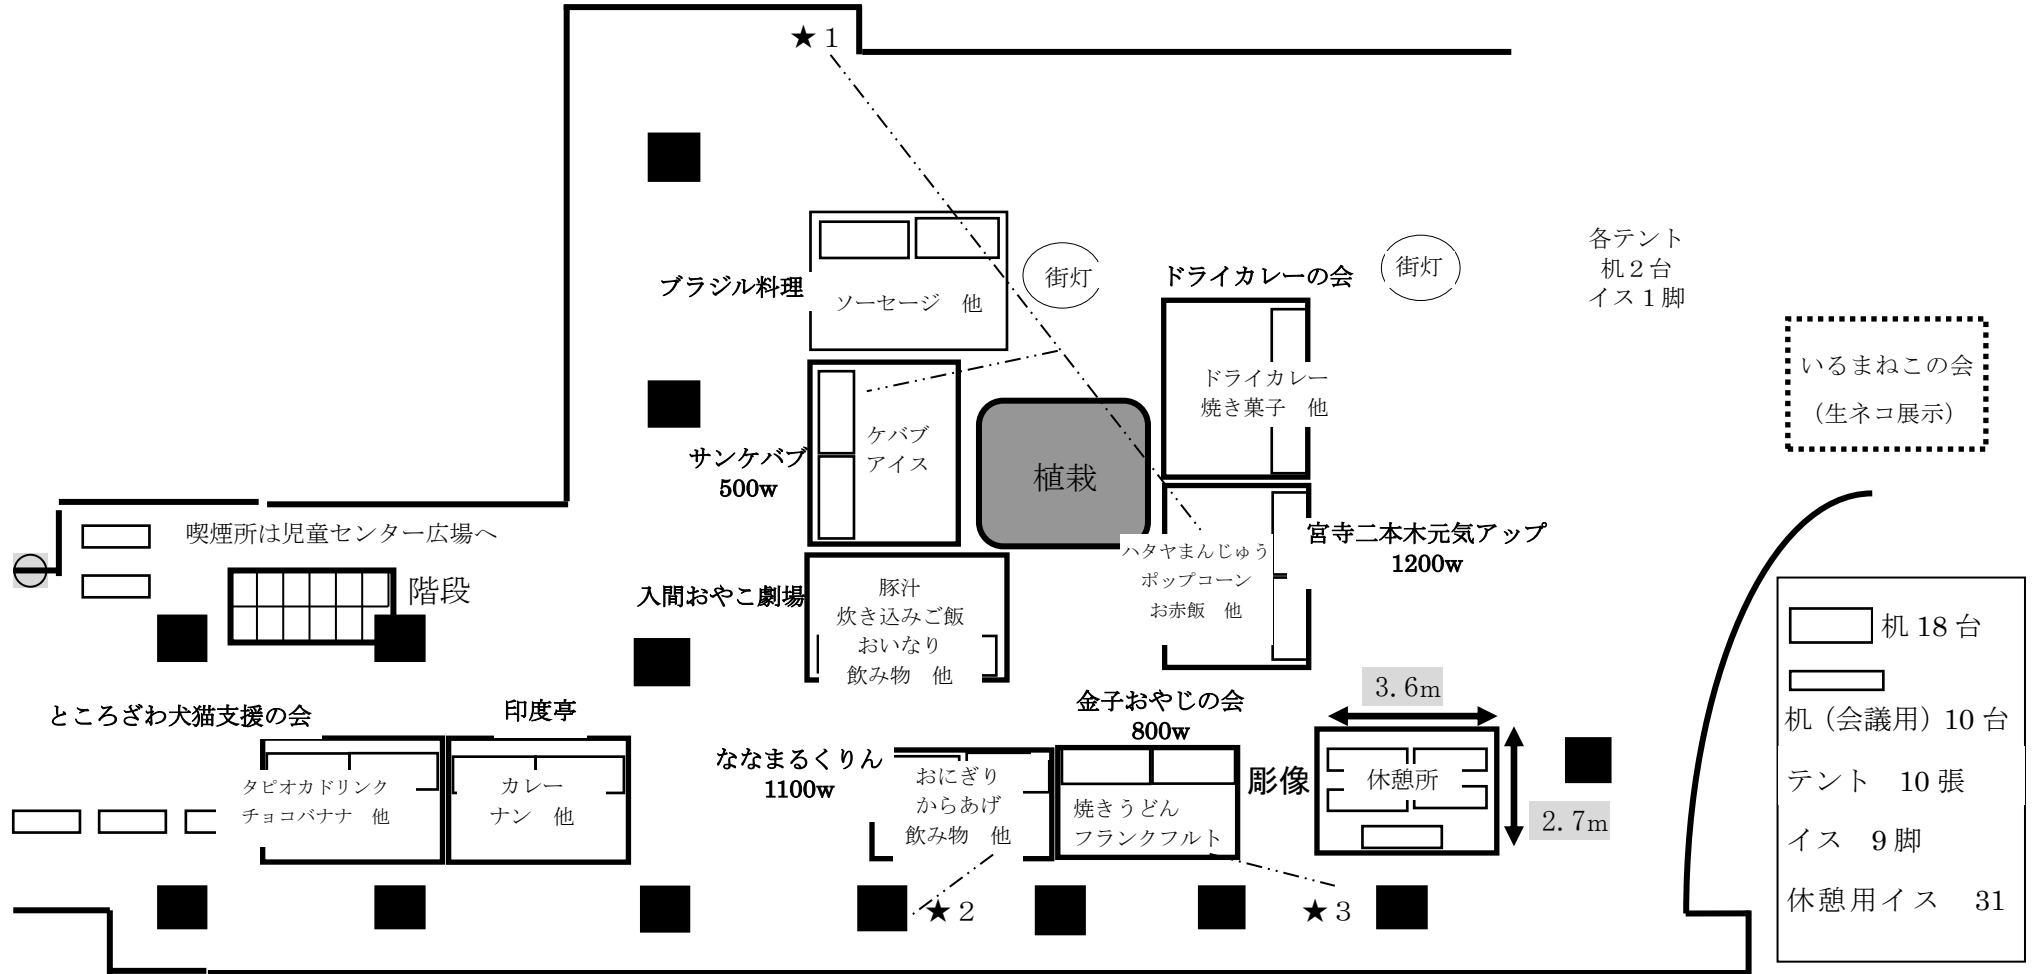 ★１
各テント
机２台
イス１脚
街灯
街灯
ブラジル料理
ソーセージ　他
ドライカレーの会
ドライカレー
焼き菓子　他
いるまねこの会
（生ネコ展示）
サンケバブ
500w
ケバブ
アイス
植栽
喫煙所は児童センター広場へ
階段
入間おやこ劇場
豚汁
炊き込みご飯
おいなり
飲み物　他
ハタヤまんじゅう
ポップコーン
お赤飯　他
宮寺二本木元気アップ
1200w
ところざわ犬猫支援の会
タピオカドリンク
チョコバナナ　他
印度亭
カレー
ナン　他
ななまるくりん
1100w
おにぎり
からあげ
飲み物　他
金子おやじの会
800w
焼きうどん
フランクフルト
彫像
3.6m
休憩所
2.7m
★２
★３
机 18 台
机（会議用）10 台
テント　10 張
イス　9 脚
休憩用イス　31